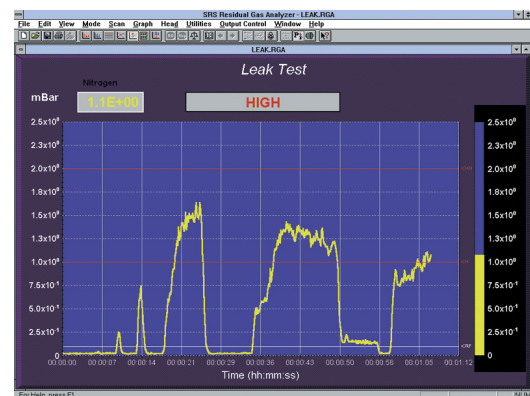 SRS Residual Gas Analyzer - LEAK.RGA
File Edit View Mode Scan Graph Head Utilities Output Control Window Help
LEAK.RGA
Leak Test
Nitrogen
mBar
1.1E+00
HIGH
2.5x10⁰ 2.5x10⁰
2.3x10⁰ 2.3x10⁰
2.0x10⁰ 2.0x10⁰
1.8x10⁰ 1.8x10⁰
1.5x10⁰ 1.5x10⁰
1.3x10⁰ 1.3x10⁰
1.0x10⁰ 1.0x10⁰
7.5x10⁻¹ 7.5x10⁻¹
5.0x10⁻¹ 5.0x10⁻¹
2.5x10⁻¹ 2.5x10⁻¹
0 0
00:00:00 00:00:07 00:00:14 00:00:21 00:00:29 00:00:36 00:00:43 00:00:50 00:00:58 00:01:05 00:01:12
Time (hh:mm:ss)
For Help, press F1